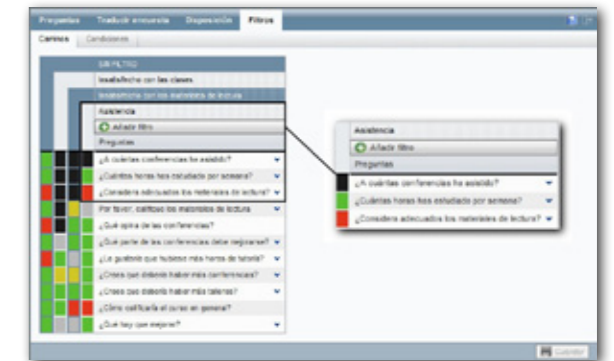 Preguntas Traducir encuesta Disposición Filtros
Caminos Condiciones
SIN FILTRO
Insatisfecho con las clases
Insatisfecho con los materiales de lectura
Asistencia
Añadir filtro
Preguntas
¿A cuántas conferencias ha asistido?
¿Cuántas horas has estudiado por semana?
¿Considera adecuados los materiales de lectura?
Por favor, califique los materiales de lectura
¿Qué opina de las conferencias?
¿Qué parte de las conferencias debe mejorarse?
¿Le gustaría que hubiese más horas de tutoría?
¿Crees que debería haber más conferencias?
¿Crees que debería haber más talleres?
¿Cómo calificaría el curso en general?
¿Qué hay que mejorar?
Asistencia
Añadir filtro
Preguntas
¿A cuántas conferencias ha asistido?
¿Cuántas horas has estudiado por semana?
¿Considera adecuados los materiales de lectura?
Guardar